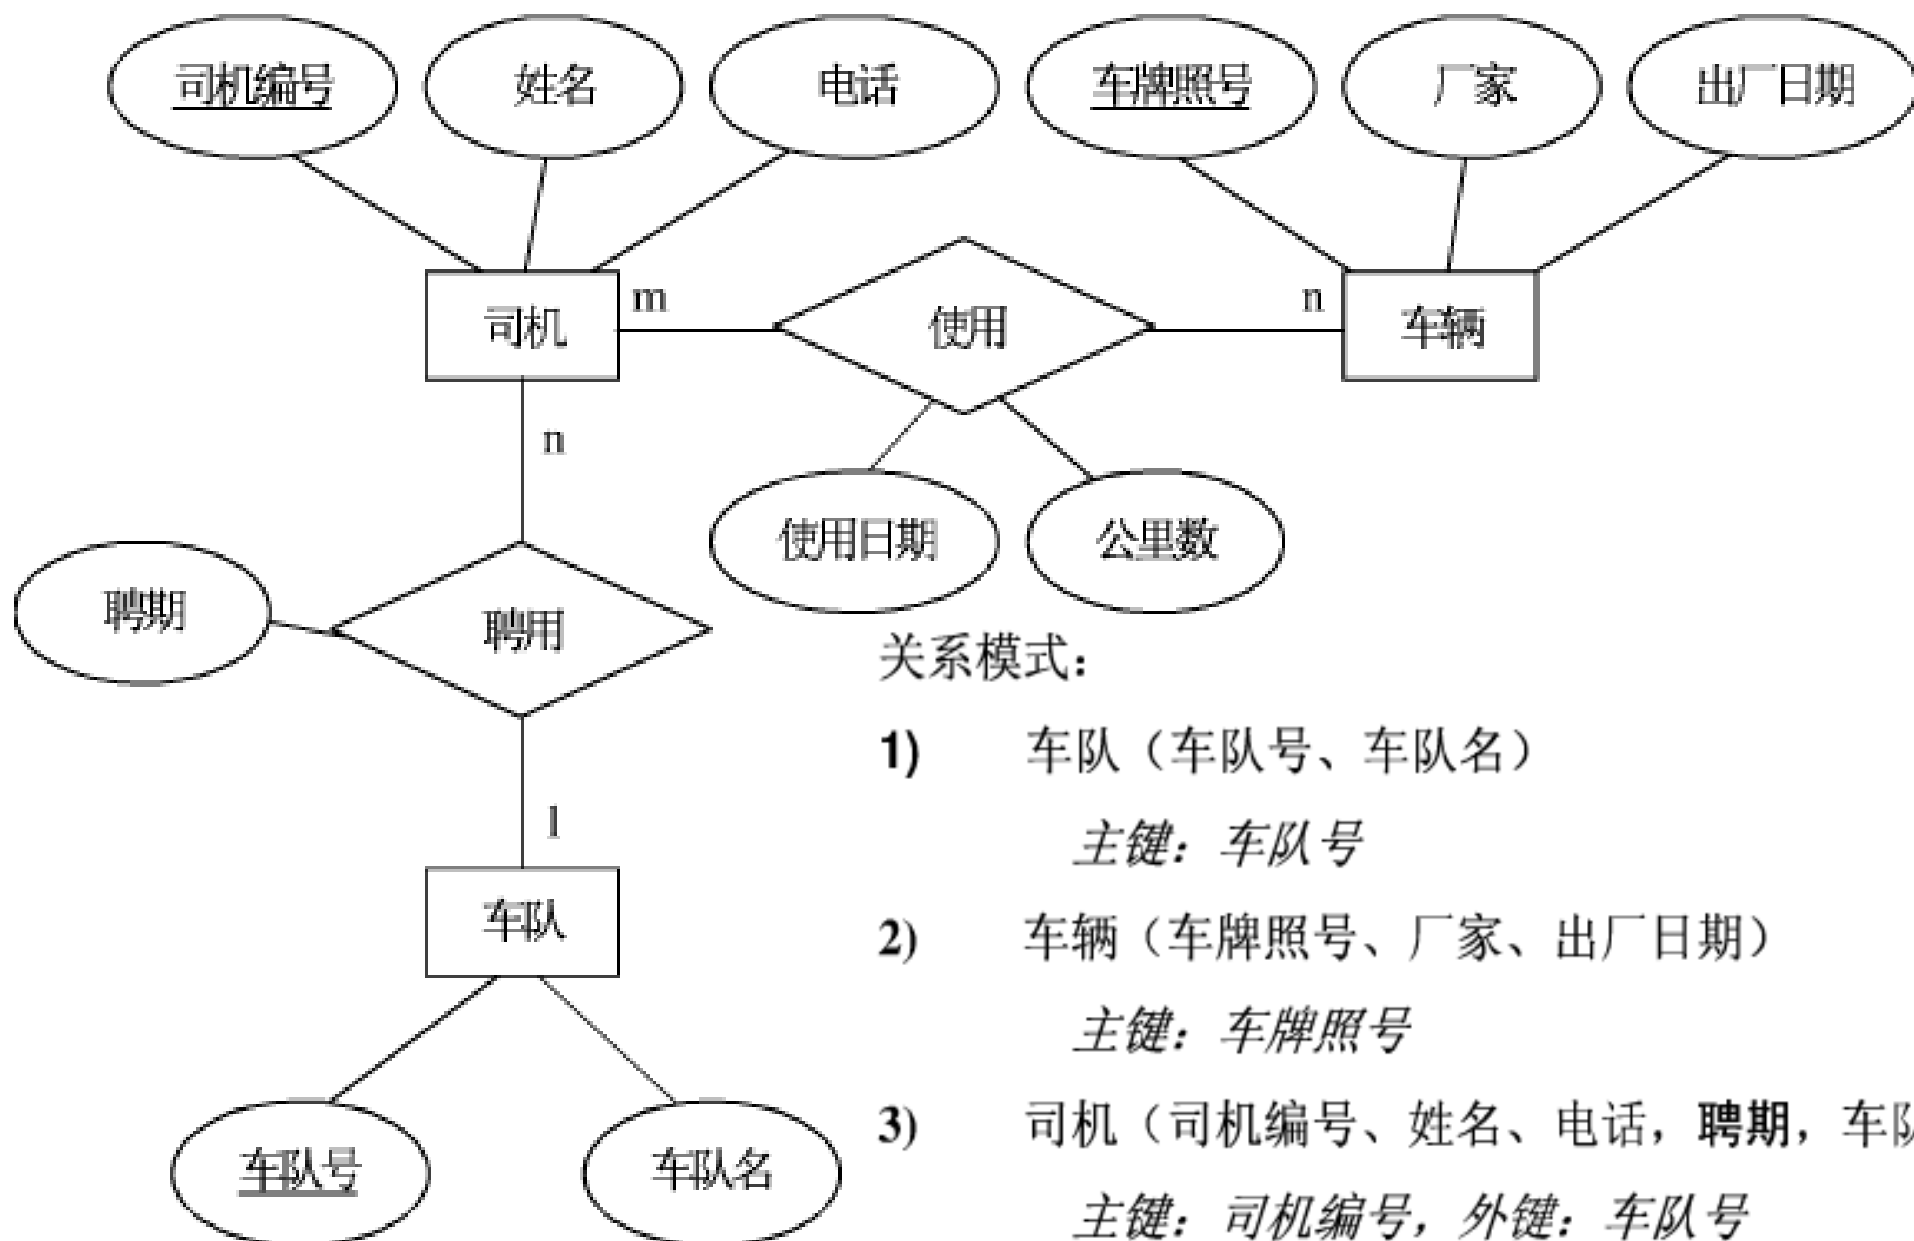 司机编号 姓名 电话 车牌照号 厂家 出厂日期
m n
司机 使用 车辆
n
使用日期 公里数
聘期 聘用
关系模式：
1) 车队（车队号、车队名）
l
主键：车队号
车队
2) 车辆（车牌照号、厂家、出厂日期）
主键：车牌照号
3) 司机（司机编号、姓名、电话，聘期，车队
车队号 车队名
主键：司机编号，外键：车队号